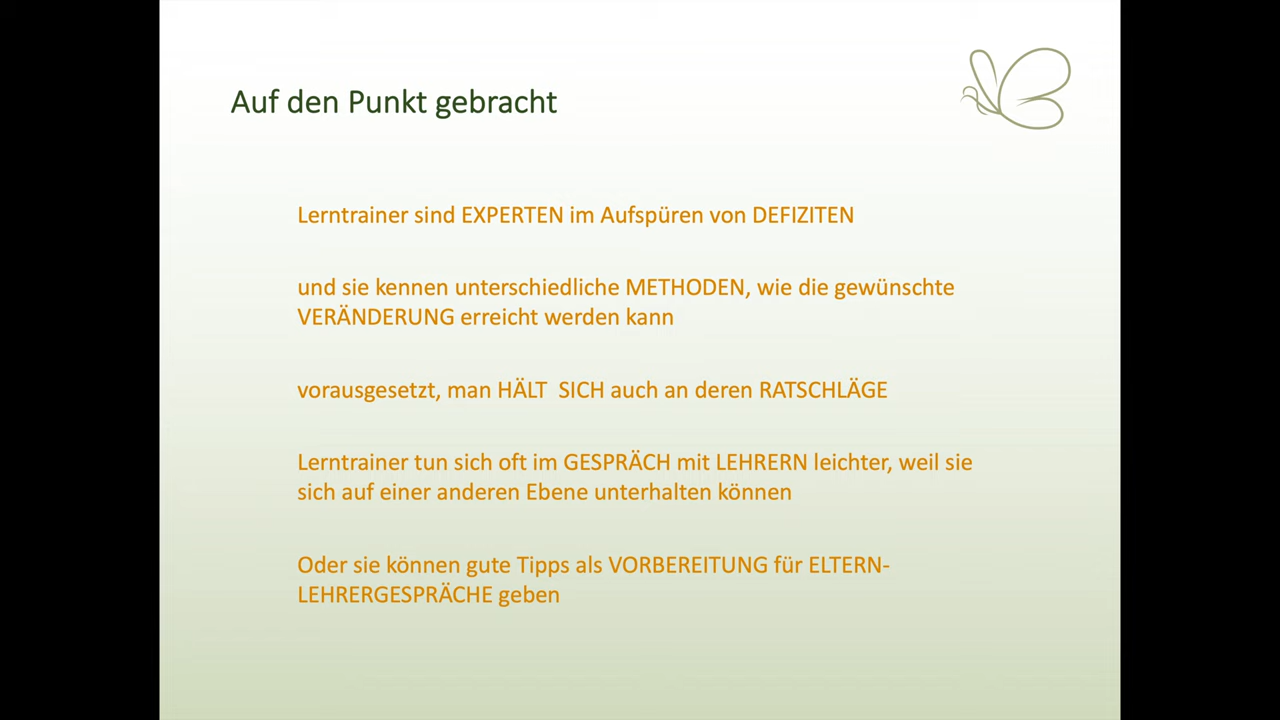 Auf den Punkt gebracht
Lerntrainer sind EXPERTEN im Aufspüren von DEFIZITEN
und sie kennen unterschiedliche METHODEN, wie die gewünschte
VERÄNDERUNG erreicht werden kann
vorausgesetzt, man HÄLT  SICH auch an deren RATSCHLÄGE
Lerntrainer tun sich oft im GESPRÄCH mit LEHRERN leichter, weil sie
sich auf einer anderen Ebene unterhalten können
Oder sie können gute Tipps als VORBEREITUNG für ELTERN-
LEHRERGESPRÄCHE geben